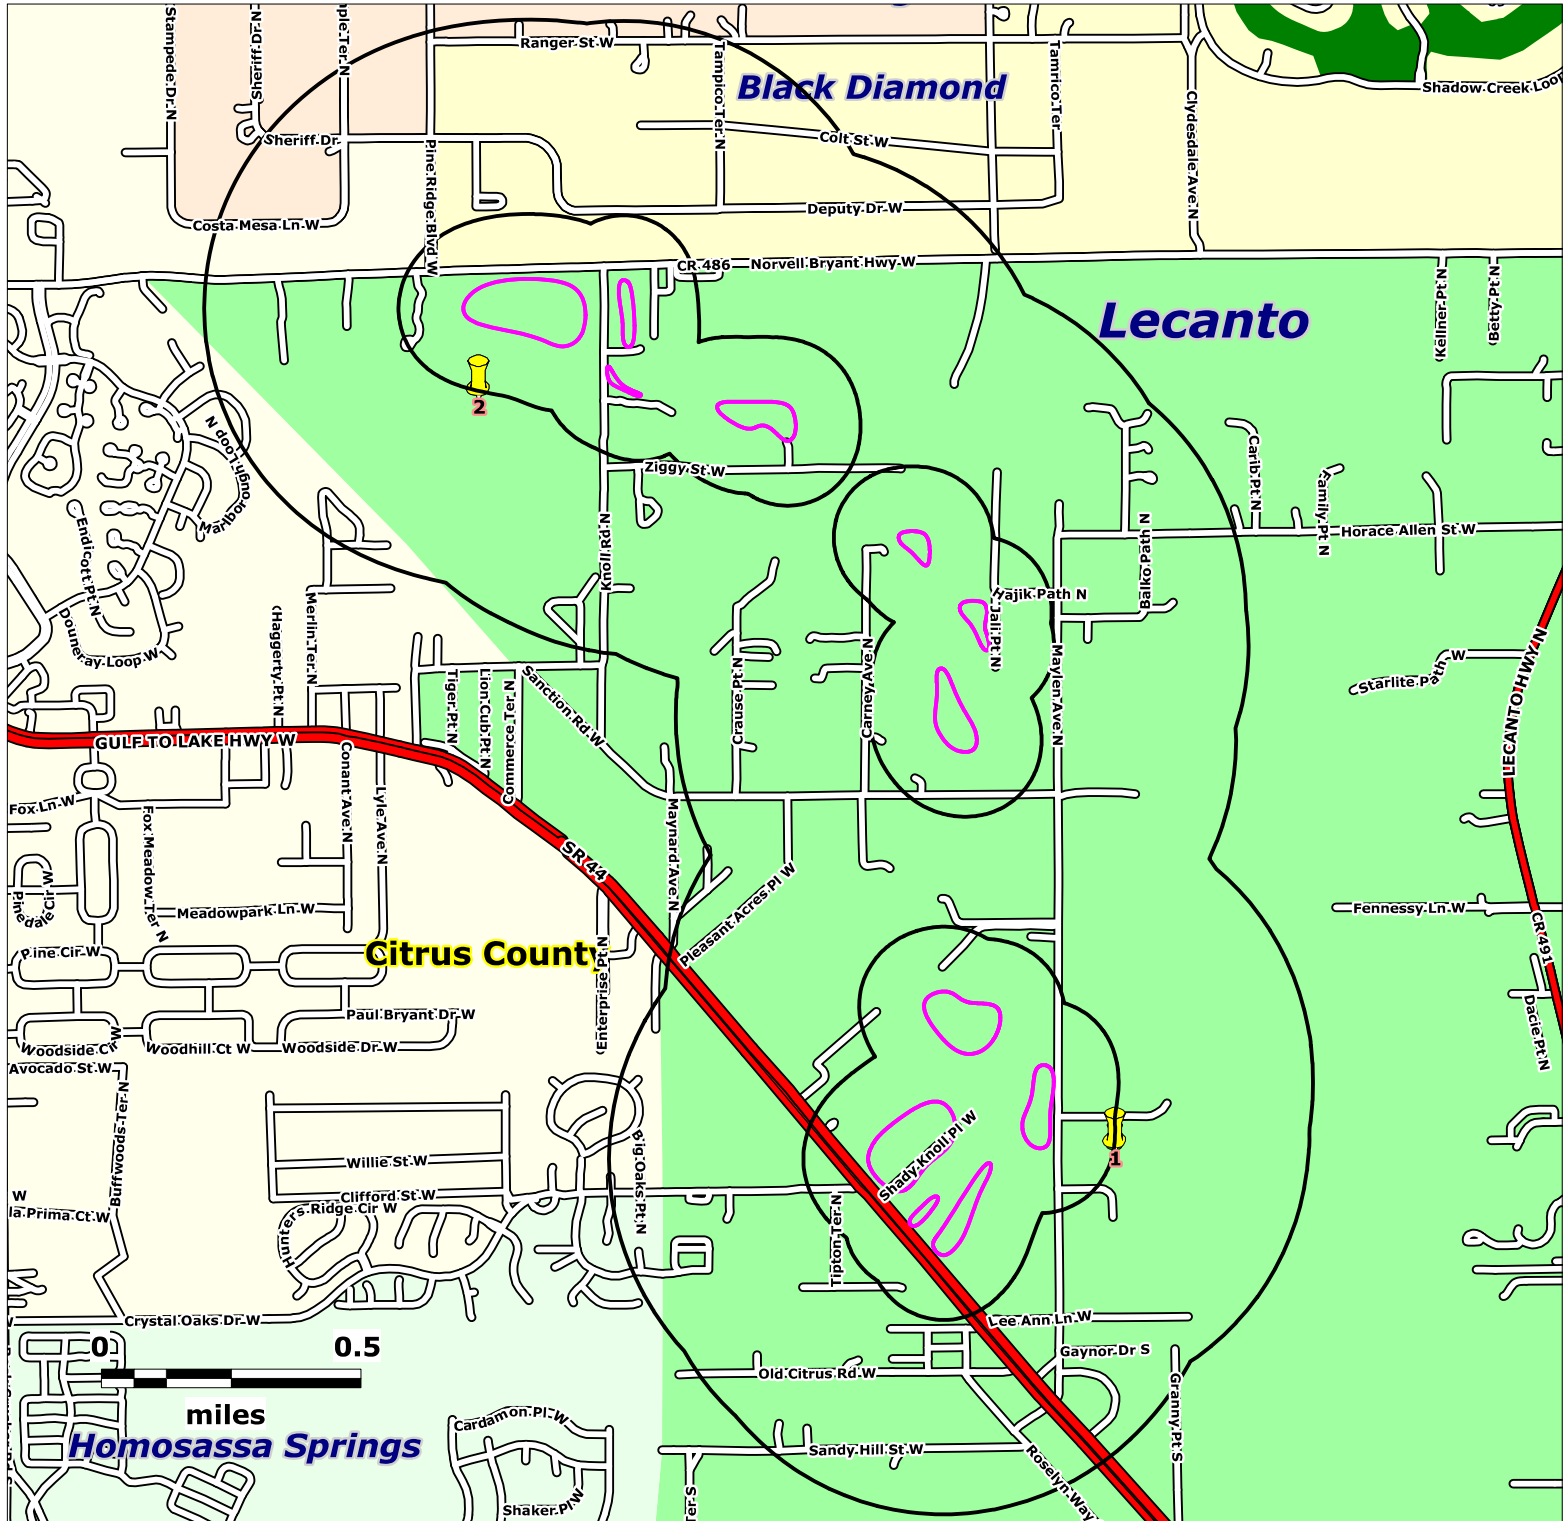 Stampede Dr N
Sheriff Dr N
Ranger St W
Tampico Ter N
Tamrico Ter
Black Diamond
Shadow Creek Loop
Clydesdale Ave N
Sheriff Dr
Pine Ridge Blvd W
Colt St W
Costa Mesa Ln W
Deputy Dr W
CR 486
Norvell Bryant Hwy W
Lecanto
Kellner Pt N
(Betty Pt N
2
Ziggy St W
Marlborough Loop N
Carib Pt N
Family Pt N
Horace Allen St W
Endicott Pt N
Knoll Rd N
Balko Path N
Hajik Path N
Jali Pt N)
Douneray Loop W
(Haggerty Pt N
Merlin Ter N
Tiger Pt N
Lion Cub Pt N
Commerce Ter N
Sanction Rd W
Cranse Pt N
Carney Ave N
Maylen Ave N
Starlite Path W
LECANTO HWY N
GULF TO LAKE HWY W
Conant Ave N
Lyle Ave N
Fox Ln W
Fox Meadow Ter N
SR 44
Maynard Ave N
Pleasant Acres Pl W
Pinedale Cir W
Meadowpark Ln W
Fennessy Ln W
CR 491
Pine Cir W
Citrus County
(Enterprise Pt N
Dacie Pt N
Paul Bryant Dr W
Woodside Cir W
Woodhill Ct W
Woodside Dr W
Avocado St W
Buffwoods Ter N
Big Oaks Pt N
Shady Knoll Pl W
1
Willie St W
W
Clifford St W
la Prima Ct W
Hunters Ridge Cir W
Tipton Ter N
Crystal Oaks Dr W
Lee Ann Ln W
0 0.5
miles
Gaynor Dr S
Old Citrus Rd W
Granny Pt S
Homosassa Springs
Cardamon Pl W
Sandy Hill St W
Roselyn Way
Shaker Pl W
Ter S